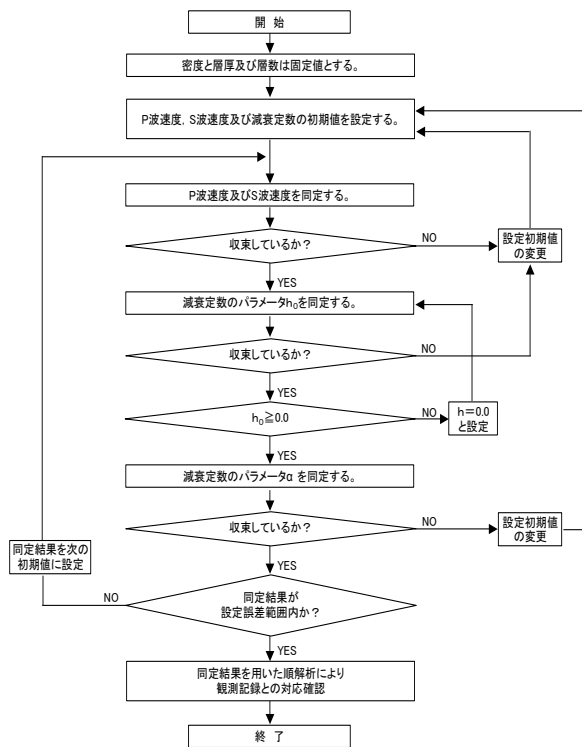 開 始
密度と層厚及び層数は固定値とする。
P波速度，S波速度及び減衰定数の初期値を設定する。
P波速度及びS波速度を同定する。
収束しているか？
NO
設定初期値
の変更
YES
減衰定数のパラメータh₀を同定する。
収束しているか？
NO
YES
h₀≧0.0
NO
h＝0.0
と設定
YES
減衰定数のパラメータα を同定する。
収束しているか？
NO
設定初期値
の変更
同定結果を次の
初期値に設定
YES
同定結果が
設定誤差範囲内か？
NO
YES
同定結果を用いた順解析により
観測記録との対応確認
終 了